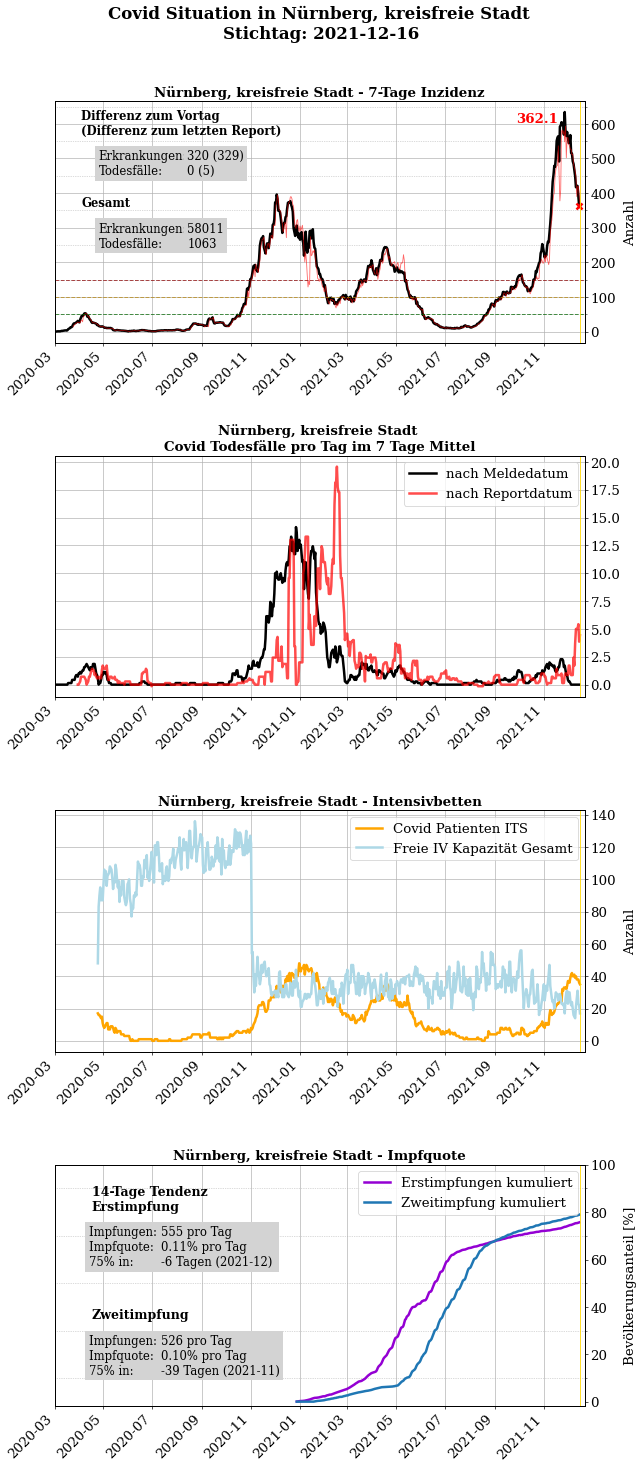 Covid Situation in Nürnberg, kreisfreie Stadt
Stichtag: 2021-12-16
Nürnberg, kreisfreie Stadt - 7-Tage Inzidenz
Differenz zum Vortag
(Differenz zum letzten Report)
Erkrankungen 320 (329)
Todesfälle: 0 (5)
Gesamt
Erkrankungen 58011
Todesfälle: 1063
362.1
600
500
400
300
200
100
0
Anzahl
2020-03
2020-05
2020-07
2020-09
2020-11
2021-01
2021-03
2021-05
2021-07
2021-09
2021-11
Nürnberg, kreisfreie Stadt
Covid Todesfälle pro Tag im 7 Tage Mittel
nach Meldedatum
nach Reportdatum
20.0
17.5
15.0
12.5
10.0
7.5
5.0
2.5
0.0
2020-03
2020-05
2020-07
2020-09
2020-11
2021-01
2021-03
2021-05
2021-07
2021-09
2021-11
Nürnberg, kreisfreie Stadt - Intensivbetten
Covid Patienten ITS
Freie IV Kapazität Gesamt
140
120
100
80
60
40
20
0
Anzahl
2020-03
2020-05
2020-07
2020-09
2020-11
2021-01
2021-03
2021-05
2021-07
2021-09
2021-11
Nürnberg, kreisfreie Stadt - Impfquote
14-Tage Tendenz
Erstimpfung
Impfungen: 555 pro Tag
Impfquote: 0.11% pro Tag
75% in: -6 Tagen (2021-12)
Zweitimpfung
Impfungen: 526 pro Tag
Impfquote: 0.10% pro Tag
75% in: -39 Tagen (2021-11)
Erstimpfungen kumuliert
Zweitimpfung kumuliert
100
80
60
40
20
0
Bevölkerungsanteil [%]
2020-03
2020-05
2020-07
2020-09
2020-11
2021-01
2021-03
2021-05
2021-07
2021-09
2021-11